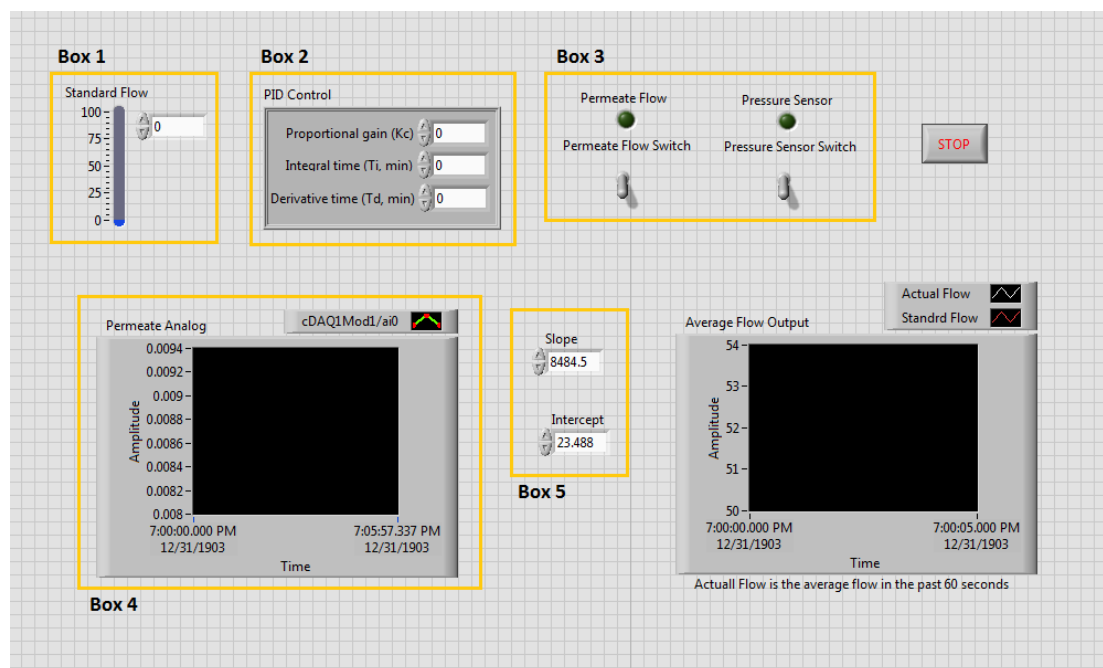 Box 1
Standard Flow
100
75
50
25
0
0
Box 2
PID Control
Proportional gain (Kc) 0
Integral time (Ti, min) 0
Derivative time (Td, min) 0
Box 3
Permeate Flow
Pressure Sensor
Permeate Flow Switch
Pressure Sensor Switch
STOP
Permeate Analog
cDAQ1Mod1/ai0
Amplitude
0.0094
0.0092
0.009
0.0088
0.0086
0.0084
0.0082
0.008
7:00:00.000 PM
12/31/1903
7:05:57.337 PM
12/31/1903
Time
Box 4
Slope
8484.5
Intercept
23.488
Box 5
Average Flow Output
Actual Flow
Standrd Flow
Amplitude
54
53
52
51
50
7:00:00.000 PM
12/31/1903
7:00:05.000 PM
12/31/1903
Time
Actuall Flow is the average flow in the past 60 seconds